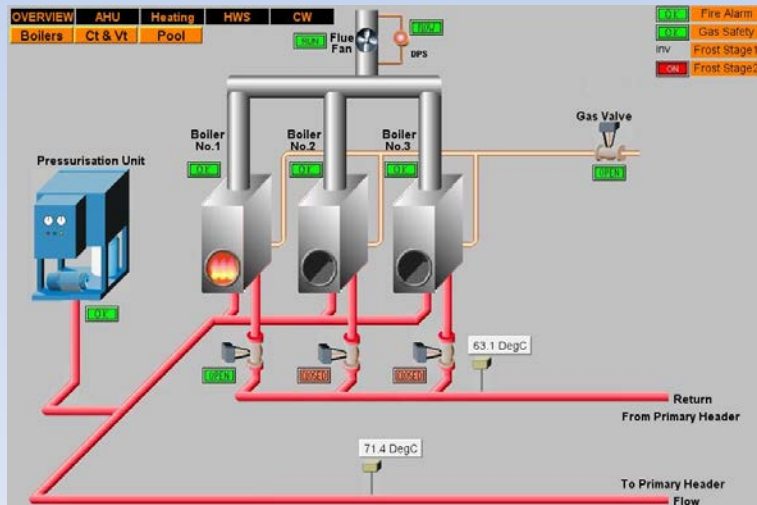 OVERVIEW AHU Heating HWS CW
Boilers Ct & Vt Pool
RUN
Flue
Fan
FLOW
DPS
OK Fire Alarm
OK Gas Safety
Inv Frost Stage1
ON Frost Stage2
Gas Valve
OPEN
Boiler
No.1
OK
Boiler
No.2
OK
Boiler
No.3
OK
Pressurisation Unit
OK
OPEN
CLOSED
CLOSED
63.1 DegC
Return
From Primary Header
71.4 DegC
To Primary Header
Flow